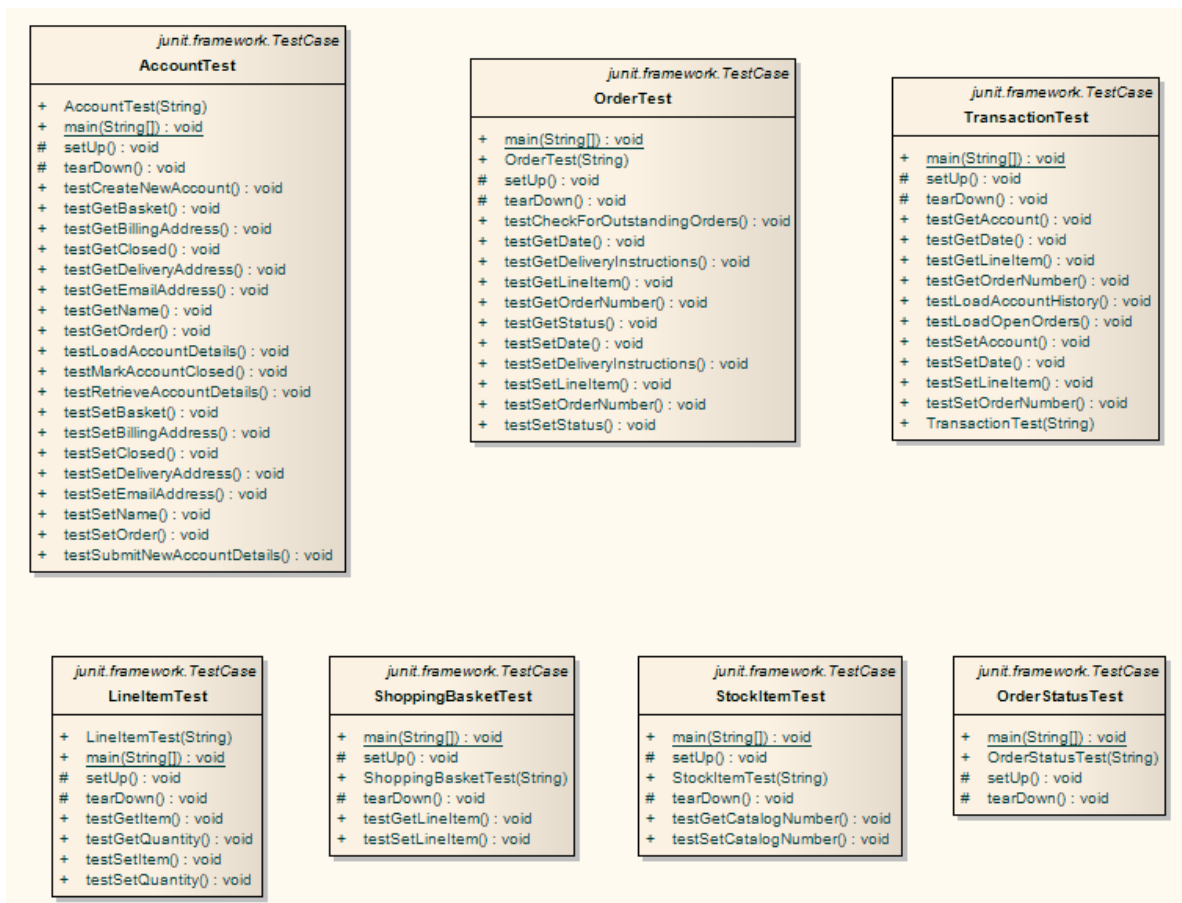 junit.framework.TestCase
AccountTest
+ AccountTest(String)
+ main(String[]) : void
# setUp() : void
# tearDown() : void
+ testCreateNewAccount() : void
+ testGetBasket() : void
+ testGetBillingAddress() : void
+ testGetClosed() : void
+ testGetDeliveryAddress() : void
+ testGetEmailAddress() : void
+ testGetName() : void
+ testGetOrder() : void
+ testLoadAccountDetails() : void
+ testMarkAccountClosed() : void
+ testRetrieveAccountDetails() : void
+ testSetBasket() : void
+ testSetBillingAddress() : void
+ testSetClosed() : void
+ testSetDeliveryAddress() : void
+ testSetEmailAddress() : void
+ testSetName() : void
+ testSetOrder() : void
+ testSubmitNewAccountDetails() : void
junit.framework.TestCase
OrderTest
+ main(String[]) : void
+ OrderTest(String)
# setUp() : void
# tearDown() : void
+ testCheckForOutstandingOrders() : void
+ testGetDate() : void
+ testGetDeliveryInstructions() : void
+ testGetLineItem() : void
+ testGetOrderNumber() : void
+ testGetStatus() : void
+ testSetDate() : void
+ testSetDeliveryInstructions() : void
+ testSetLineItem() : void
+ testSetOrderNumber() : void
+ testSetStatus() : void
junit.framework.TestCase
TransactionTest
+ main(String[]) : void
# setUp() : void
# tearDown() : void
+ testGetAccount() : void
+ testGetDate() : void
+ testGetLineItem() : void
+ testGetOrderNumber() : void
+ testLoadAccountHistory() : void
+ testLoadOpenOrders() : void
+ testSetAccount() : void
+ testSetDate() : void
+ testSetLineItem() : void
+ testSetOrderNumber() : void
+ TransactionTest(String)
junit.framework.TestCase
LineItemTest
+ LineItemTest(String)
+ main(String[]) : void
# setUp() : void
# tearDown() : void
+ testGetItem() : void
+ testGetQuantity() : void
+ testSetItem() : void
+ testSetQuantity() : void
junit.framework.TestCase
ShoppingBasketTest
+ main(String[]) : void
# setUp() : void
+ ShoppingBasketTest(String)
# tearDown() : void
+ testGetLineItem() : void
+ testSetLineItem() : void
junit.framework.TestCase
StockItemTest
+ main(String[]) : void
# setUp() : void
+ StockItemTest(String)
# tearDown() : void
+ testGetCatalogNumber() : void
+ testSetCatalogNumber() : void
junit.framework.TestCase
OrderStatusTest
+ main(String[]) : void
+ OrderStatusTest(String)
# setUp() : void
# tearDown() : void